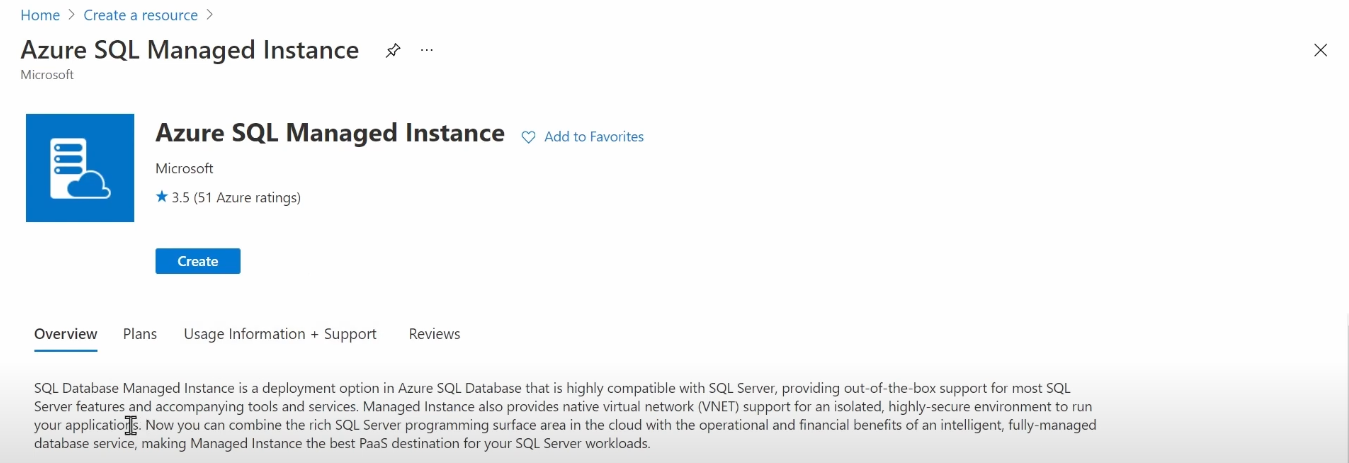 Home > Create a resource >
Azure SQL Managed Instance ...
Microsoft
Azure SQL Managed Instance Add to Favorites
Microsoft
3.5 (51 Azure ratings)
Create
Overview Plans Usage Information + Support Reviews
SQL Database Managed Instance is a deployment option in Azure SQL Database that is highly compatible with SQL Server, providing out-of-the-box support for most SQL
Server features and accompanying tools and services. Managed Instance also provides native virtual network (VNET) support for an isolated, highly-secure environment to run
your applications. Now you can combine the rich SQL Server programming surface area in the cloud with the operational and financial benefits of an intelligent, fully-managed
database service, making Managed Instance the best PaaS destination for your SQL Server workloads.